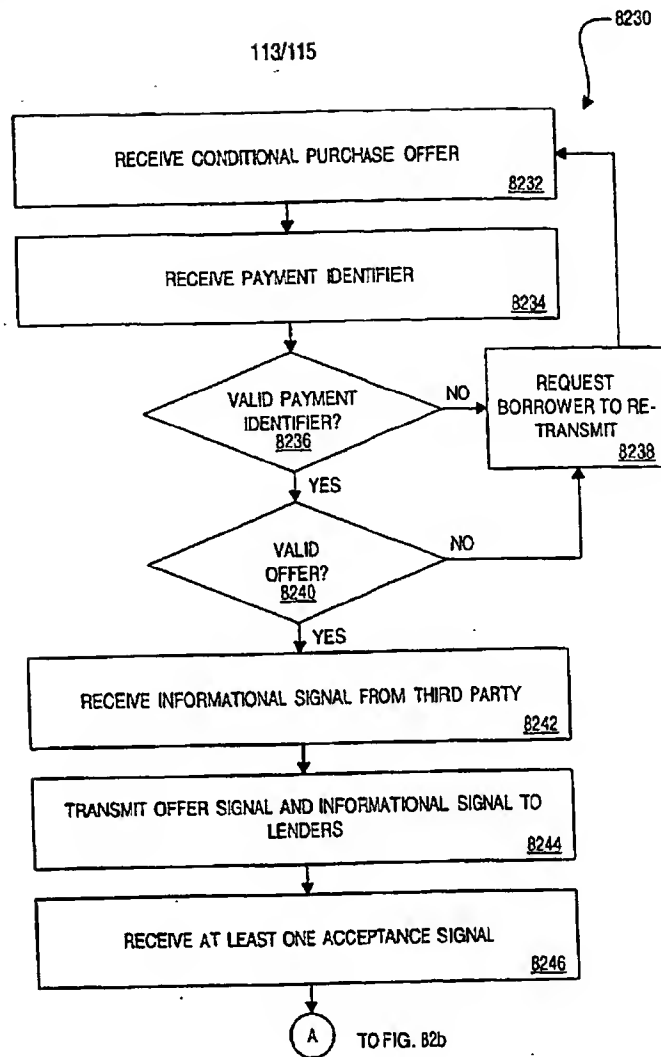 113/115
8230
RECEIVE CONDITIONAL PURCHASE OFFER
8232
RECEIVE PAYMENT IDENTIFIER
8234
VALID PAYMENT
IDENTIFIER?
8236
NO
REQUEST
BORROWER TO RE-
TRANSMIT
8238
YES
VALID
OFFER?
8240
NO
YES
RECEIVE INFORMATIONAL SIGNAL FROM THIRD PARTY
8242
TRANSMIT OFFER SIGNAL AND INFORMATIONAL SIGNAL TO
LENDERS
8244
RECEIVE AT LEAST ONE ACCEPTANCE SIGNAL
8246
A
TO FIG. 82b